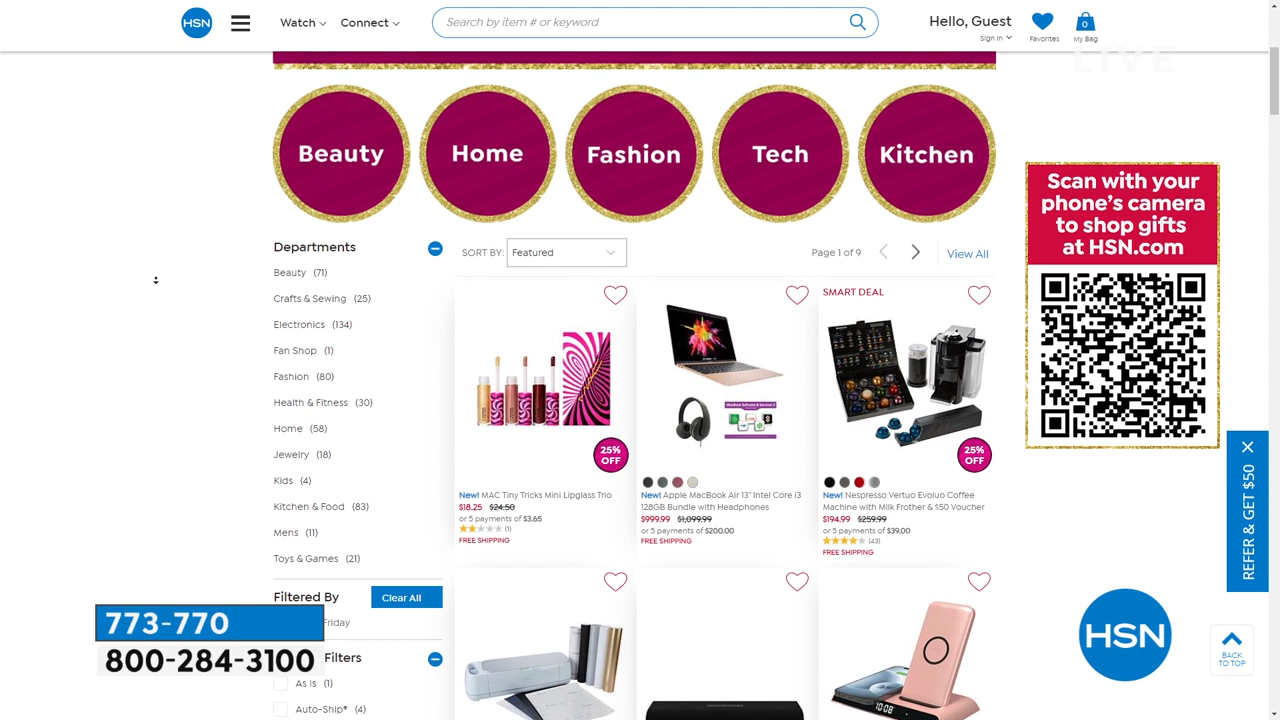 HSN
Watch
Connect
Search by item # or keyword
Hello, Guest
Sign In
Favorites
0
My Bag
LIVE
Beauty
Home
Fashion
Tech
Kitchen
Scan with your
phone's camera
to shop gifts
at HSN.com
Departments
Beauty (71)
Crafts & Sewing (25)
Electronics (134)
Fan Shop (1)
Fashion (80)
Health & Fitness (30)
Home (58)
Jewelry (18)
Kids (4)
Kitchen & Food (83)
Mens (11)
Toys & Games (21)
Filtered By
Clear All
Friday
Filters
As Is (1)
Auto-Ship® (4)
SORT BY:
Featured
Page 1 of 9
View All
25%
OFF
New! MAC Tiny Tricks Mini Lipglass Trio
$18.25 $24.50
or 5 payments of $3.65
(1)
FREE SHIPPING
New! Apple MacBook Air 13" Intel Core i3
128GB Bundle with Headphones
$999.99 $1,099.99
or 5 payments of $200.00
FREE SHIPPING
SMART DEAL
25%
OFF
New! Nespresso Vertuo Evoluo Coffee
Machine with Milk Frother & $50 Voucher
$194.99 $259.99
or 5 payments of $39.00
(43)
FREE SHIPPING
1:08
REFER & GET $50
773-770
800-284-3100
HSN
BACK
TO TOP